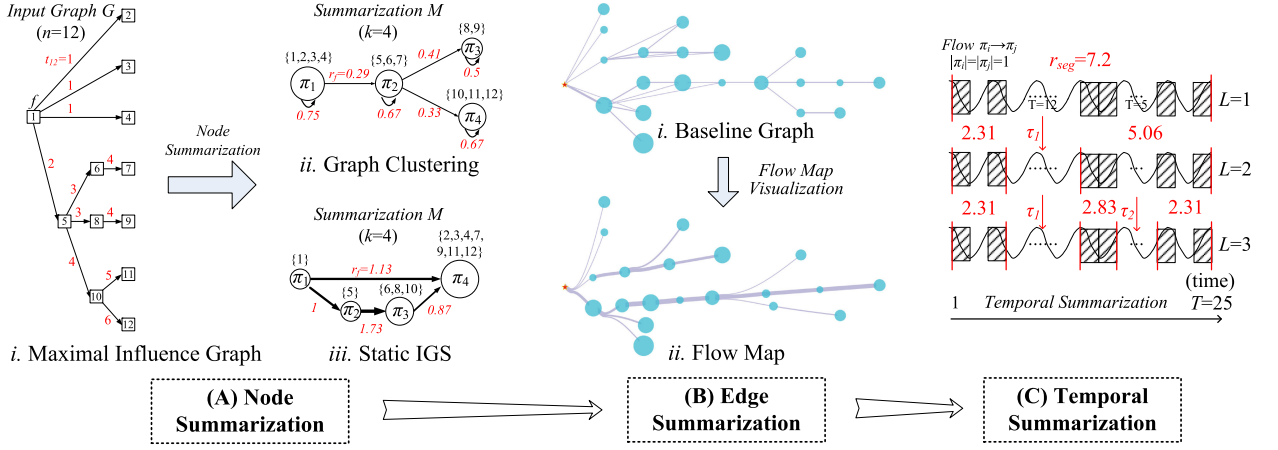 Input Graph G
(n=12)
2
t12=1
3
1
f
1
1
4
2
6
4
7
3
5
3
8
4
9
4
5
11
10
6
12
i. Maximal Influence Graph
Node
Summarization
Summarization M
(k=4)
{8,9}
π3
0.41
0.5
{1,2,3,4}
{5,6,7}
rf=0.29
π1
π2
{10,11,12}
0.75
0.67
0.33
π4
0.67
ii. Graph Clustering
Summarization M
(k=4)
{2,3,4,7,
9,11,12}
{1}
rf=1.13
π1
π4
{5}
{6,8,10}
1
π2
π3
0.87
1.73
iii. Static IGS
i. Baseline Graph
Flow Map
Visualization
ii. Flow Map
Flow πi→πj
|πi|=|πj|=1
rseg=7.2
......
T=12
...
T=5
L=1
2.31
τ1
5.06
......
...
L=2
2.31
τ1
2.83
τ2
2.31
......
...
L=3
(time)
1
Temporal Summarization
T=25
(A) Node
Summarization
(B) Edge
Summarization
(C) Temporal
Summarization